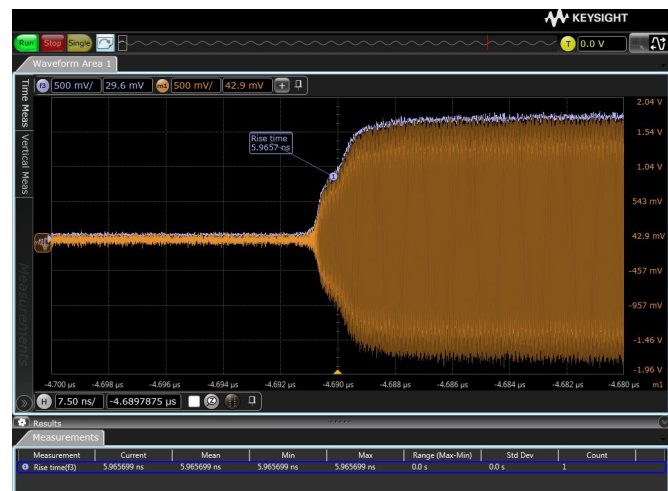 KEYSIGHT
Run Stop Single T 0.0 V
Waveform Area 1
f3 500 mV/ 29.6 mV m1 500 mV/ 42.9 mV +
Time Meas
Vertical Meas
Measurements
Rise time
5.9657 ns
2.04 V
1.54 V
1.04 V
543 mV
42.9 mV
-457 mV
-957 mV
-1.46 V
-1.96 V
-4.700 µs -4.698 µs -4.696 µs -4.694 µs -4.692 µs -4.690 µs -4.688 µs -4.686 µs -4.684 µs -4.682 µs -4.680 µs m1
H 7.50 ns/ -4.6897875 µs
Results
Measurements
Measurement Current Mean Min Max Range (Max-Min) Std Dev Count
Rise time(f3) 5.965699 ns 5.965699 ns 5.965699 ns 5.965699 ns 0.0 s 0.0 s 1